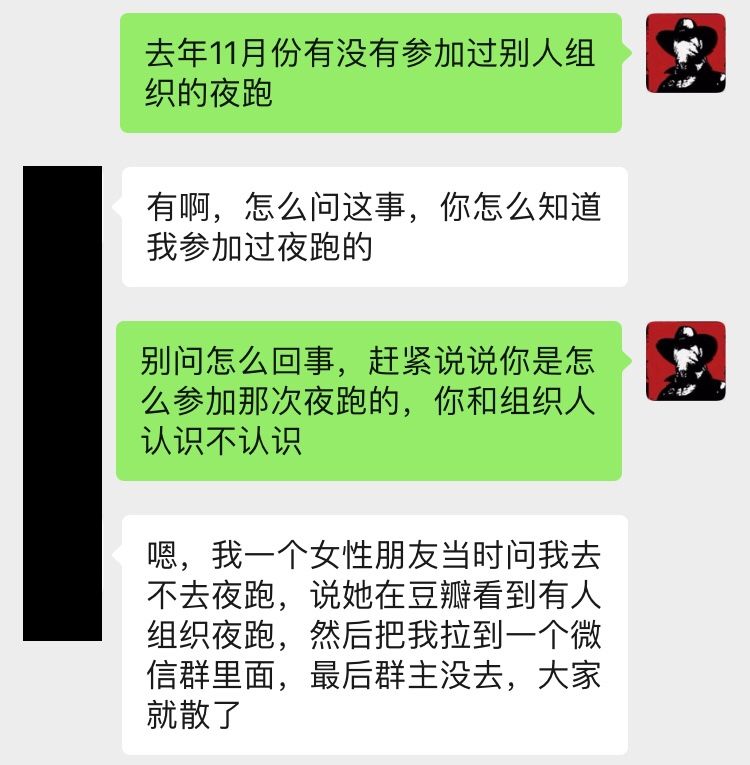 去年11月份有没有参加过别人组
织的夜跑
有啊，怎么问这事，你怎么知道
我参加过夜跑的
别问怎么回事，赶紧说说你是怎
么参加那次夜跑的，你和组织人
认识不认识
嗯，我一个女性朋友当时问我去
不去夜跑，说她在豆瓣看到有人
组织夜跑，然后把我拉到一个微
信群里面，最后群主没去，大家
就散了